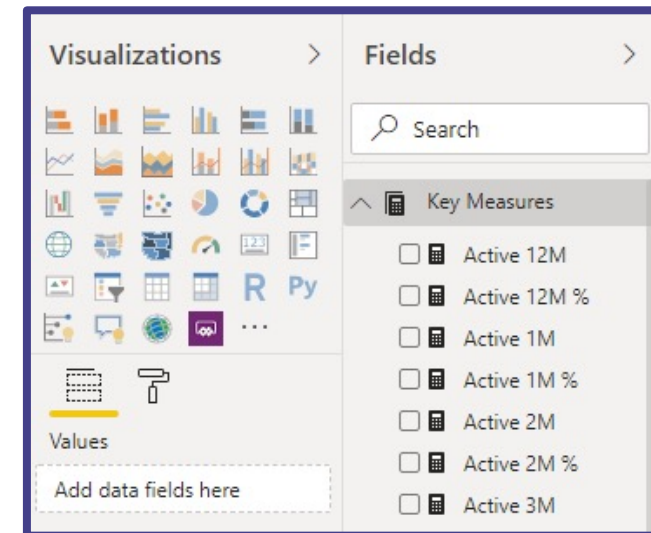 Visualizations
Fields
Search
Key Measures
Active 12M
Active 12M %
Active 1M
Active 1M %
Active 2M
Active 2M %
Active 3M
123
R Py
Values
Add data fields here